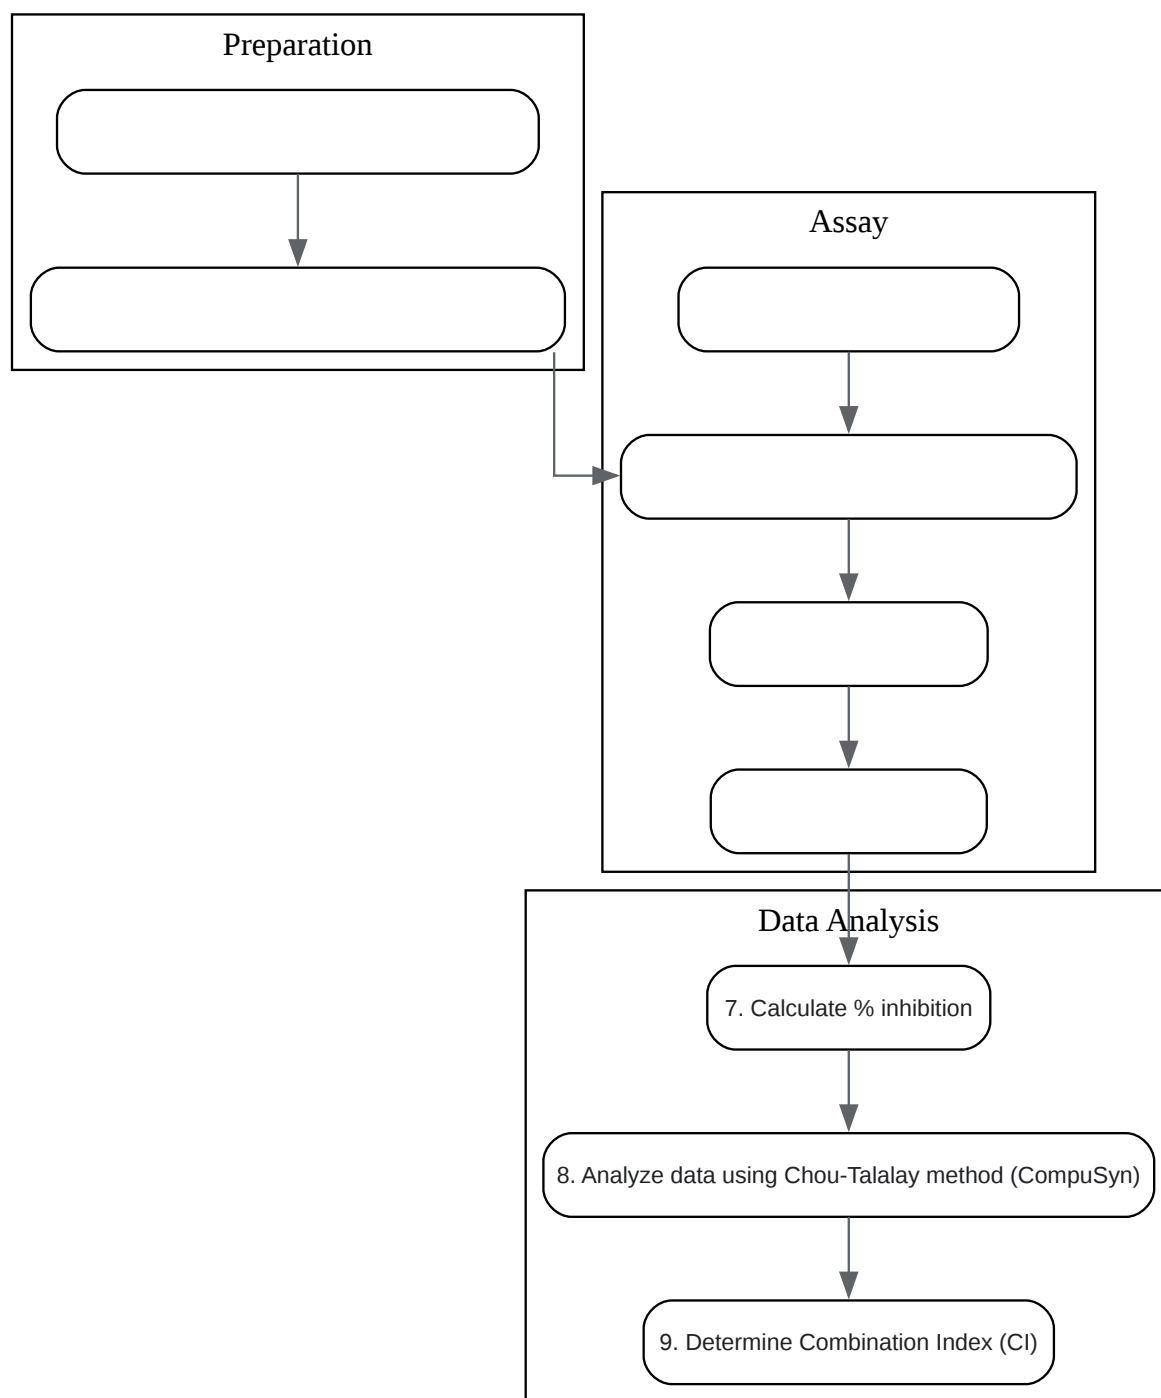 Preparation
Assay
Data Analysis
7. Calculate % inhibition
8. Analyze data using Chou-Talalay method (CompuSyn)
9. Determine Combination Index (CI)